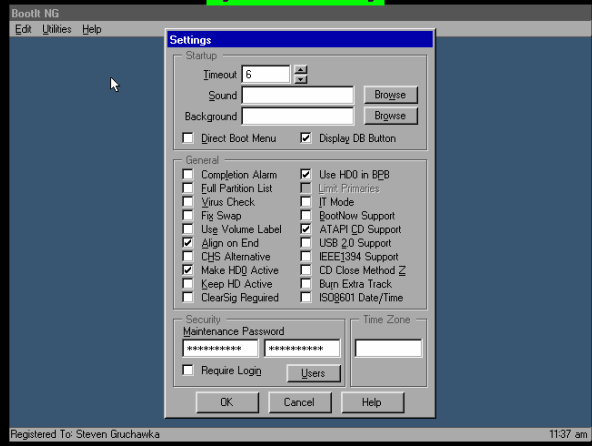 BootIt NG
Edit Utilities Help
Settings
Startup
Timeout 6
Sound Browse
Background Browse
Direct Boot Menu Display DB Button
General
Completion Alarm Use HD0 in BPB
Full Partition List Limit Primaries
Virus Check IT Mode
Fix Swap BootNow Support
Use Volume Label ATAPI CD Support
Align on End USB 2.0 Support
CHS Alternative IEEE1394 Support
Make HD0 Active CD Close Method Z
Keep HD Active Burn Extra Track
ClearSig Required ISO8601 Date/Time
Security Time Zone
Maintenance Password
********** **********
Require Login Users
OK Cancel Help
Registered To: Steven Gruchawka 11:37 am